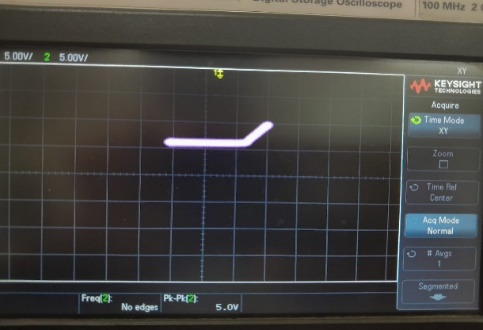 Digital Storage Oscilloscope
100 MHz 2
5.00V/ 2 5.00V/
XY
KEYSIGHT
TECHNOLOGIES
Acquire
Time Mode
XY
Zoom
Time Ref
Center
Acq Mode
Normal
# Avgs
1
Segmented
Freq(2):
No edges
Pk-Pk(2):
5.0V